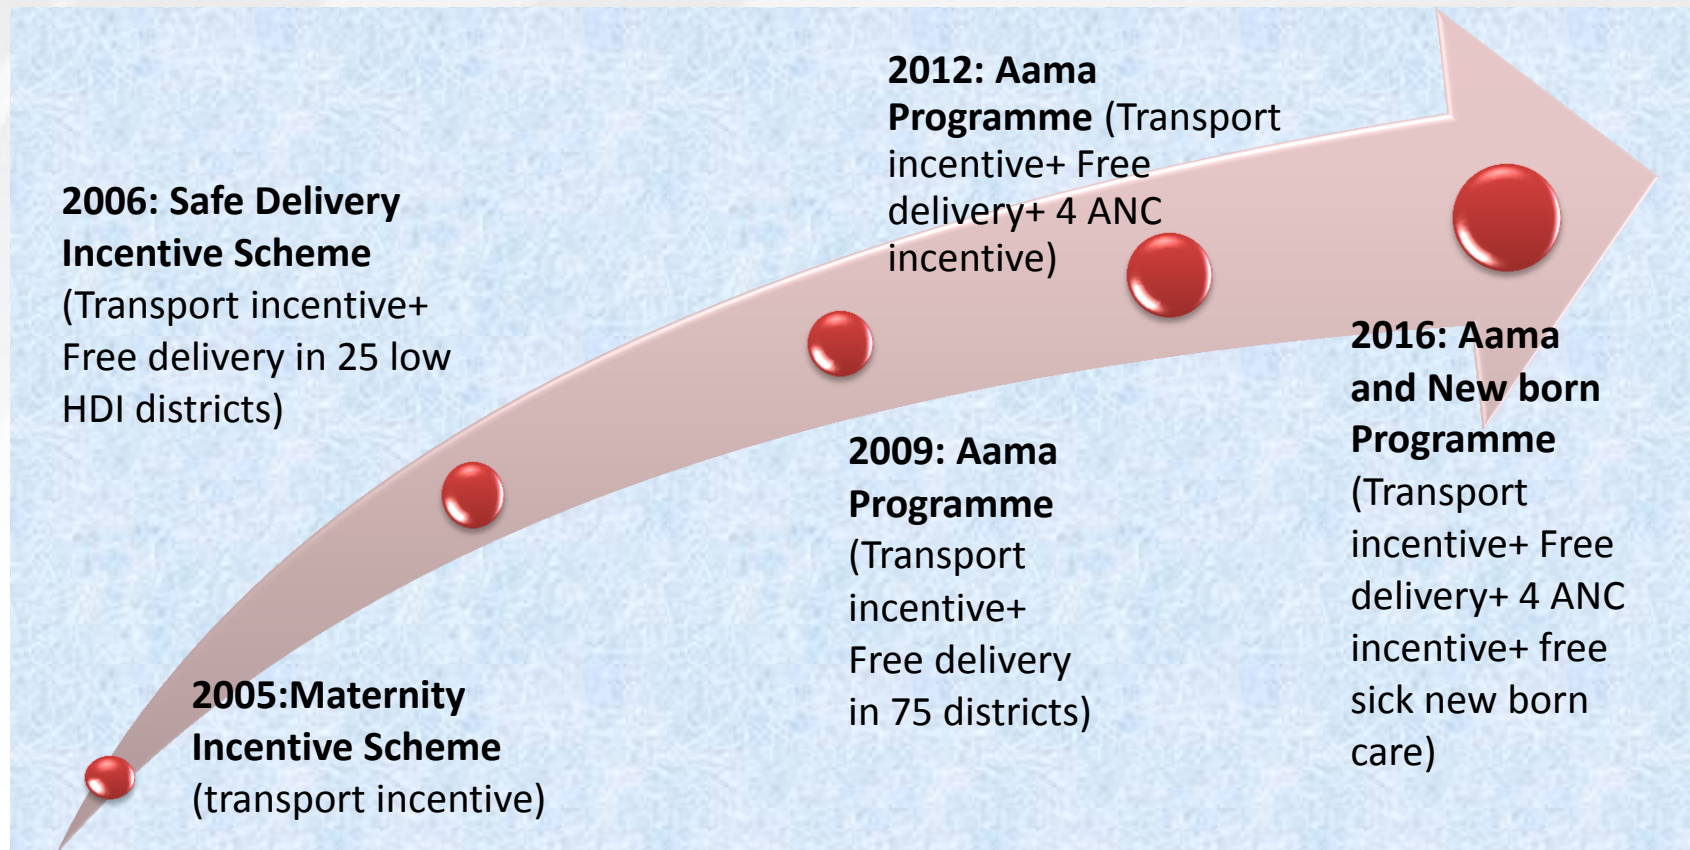 2005:Maternity
Incentive Scheme
(transport incentive)
2006: Safe Delivery
Incentive Scheme
(Transport incentive+
Free delivery in 25 low
HDI districts)
2009: Aama
Programme
(Transport
incentive+
Free delivery
in 75 districts)
2012: Aama
Programme (Transport
incentive+ Free
delivery+ 4 ANC
incentive)
2016: Aama
and New born
Programme
(Transport
incentive+ Free
delivery+ 4 ANC
incentive+ free
sick new born
care)